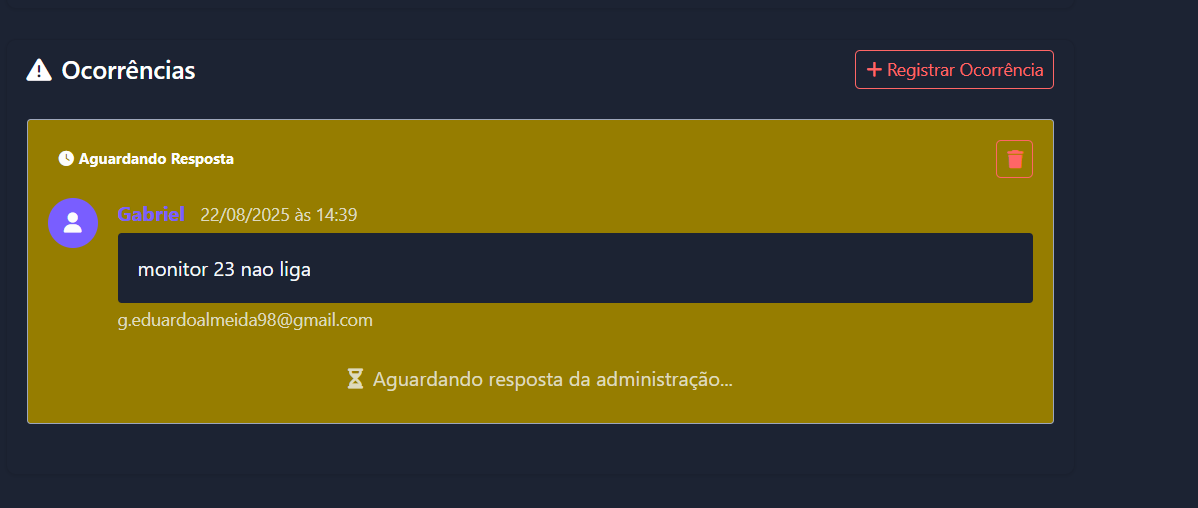 Ocorrências
Registrar Ocorrência
Aguardando Resposta
Gabriel 22/08/2025 às 14:39
monitor 23 nao liga
g.eduardoalmeida98@gmail.com
Aguardando resposta da administração...